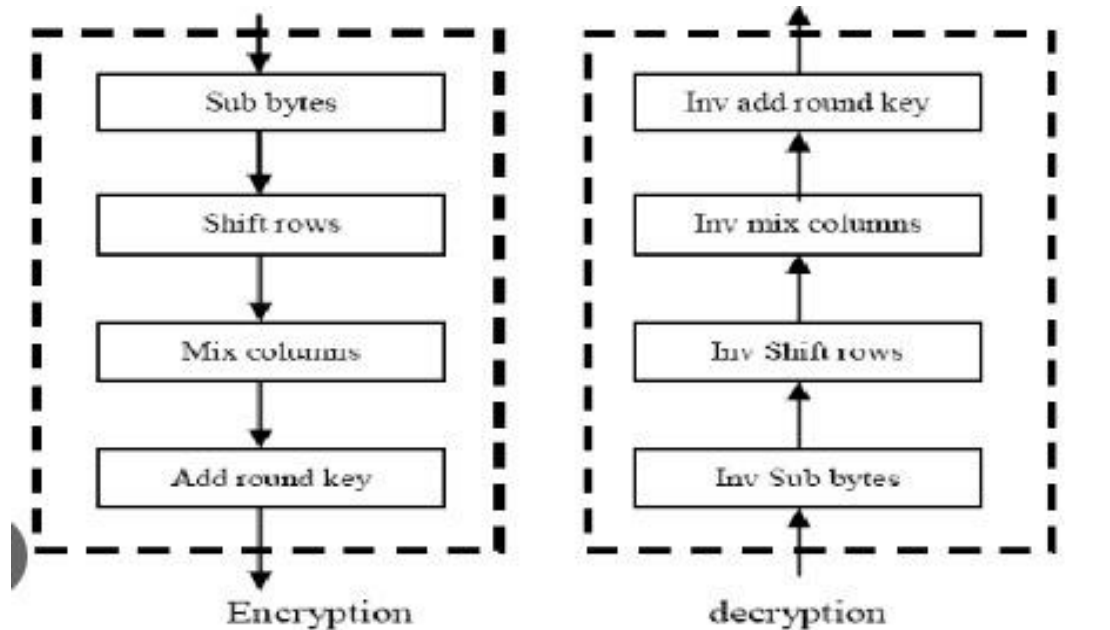 Sub bytes
Shift rows
Mix columns
Add round key
Encryption
Inv add round key
Inv mix columns
Inv Shift rows
Inv Sub bytes
decryption